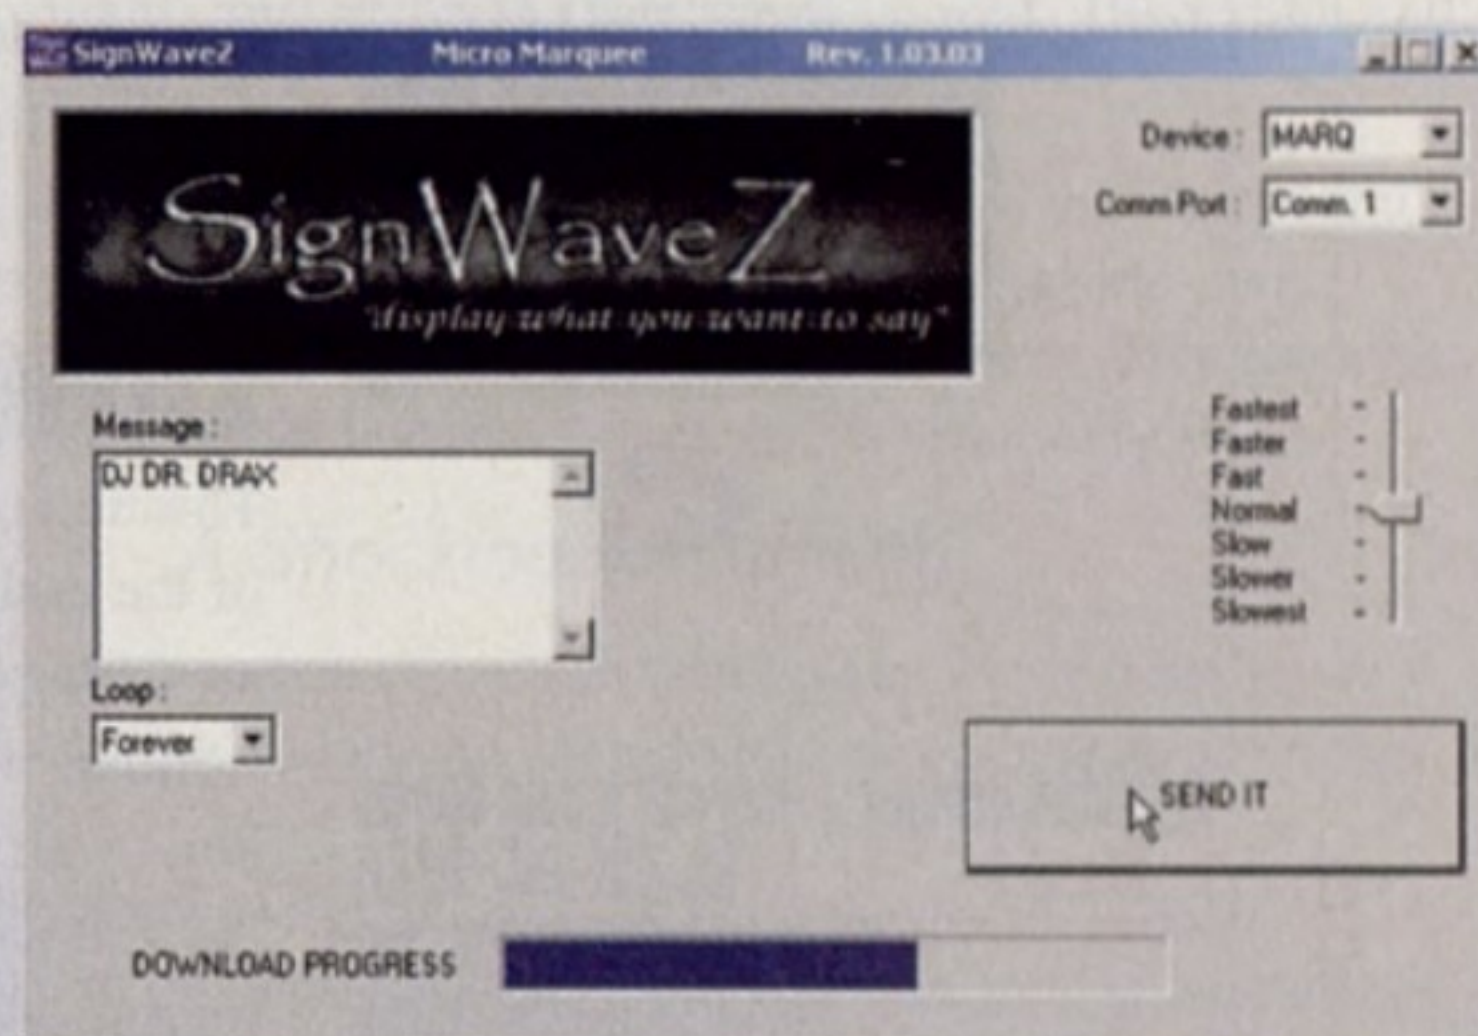 SignWaveZ Micro Marquee Rev. 1.03.03
SignWaveZ
"display what you want to say"
Device : MARQ
Comm Port : Comm. 1
Message :
DJ DR. DRAX
Fastest
Faster
Fast
Normal
Slow
Slower
Slowest
Loop :
Forever
SEND IT
DOWNLOAD PROGRESS